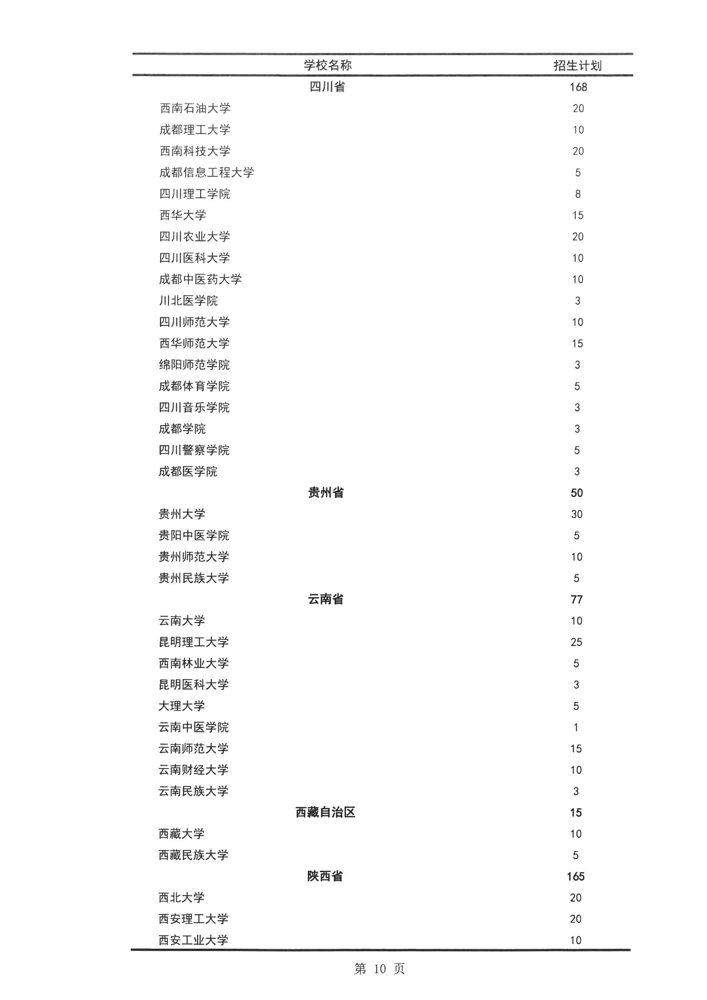 学校名称 招生计划
四川省 168
西南石油大学 20
成都理工大学 10
西南科技大学 20
成都信息工程大学 5
四川理工学院 8
西华大学 15
四川农业大学 20
四川医科大学 10
成都中医药大学 10
川北医学院 3
四川师范大学 10
西华师范大学 15
绵阳师范学院 3
成都体育学院 5
四川音乐学院 3
成都学院 3
四川警察学院 5
成都医学院 3
贵州省 50
贵州大学 30
贵阳中医学院 5
贵州师范大学 10
贵州民族大学 5
云南省 77
云南大学 10
昆明理工大学 25
西南林业大学 5
昆明医科大学 3
大理大学 5
云南中医学院 1
云南师范大学 15
云南财经大学 10
云南民族大学 3
西藏自治区 15
西藏大学 10
西藏民族大学 5
陕西省 165
西北大学 20
西安理工大学 20
西安工业大学 10
第 10 页